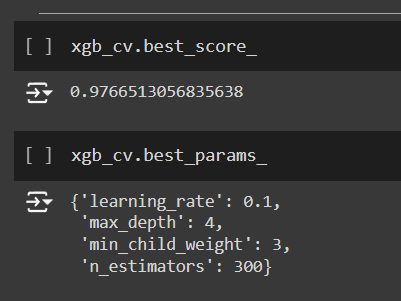 [ ] xgb_cv.best_score_
0.9766513056835638
[ ] xgb_cv.best_params_
{'learning_rate': 0.1,
'max_depth': 4,
'min_child_weight': 3,
'n_estimators': 300}